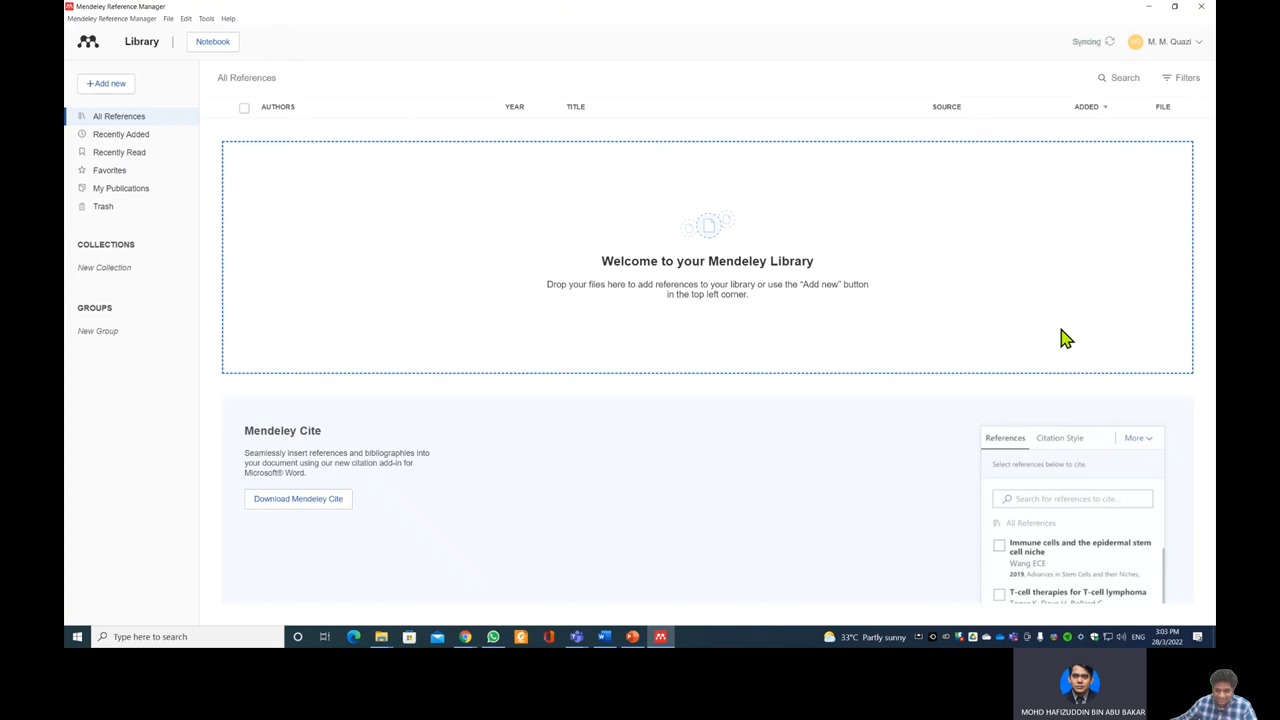 Mendeley Reference Manager
Mendeley Reference Manager File Edit Tools Help
Library | Notebook
Syncing
M. M. Quazi
+Add new
All References
Recently Added
Recently Read
Favorites
My Publications
Trash
COLLECTIONS
New Collection
GROUPS
New Group
All References
Search
Filters
AUTHORS YEAR TITLE SOURCE ADDED FILE
Welcome to your Mendeley Library
Drop your files here to add references to your library or use the “Add new” button
in the top left corner.
Mendeley Cite
Seamlessly insert references and bibliographies into
your document using our new citation add-in for
Microsoft® Word.
Download Mendeley Cite
References Citation Style More
Select references below to cite.
Search for references to cite...
All References
Immune cells and the epidermal stem
cell niche
Wang ECE
2019, Advances in Stem Cells and their Niches,
T-cell therapies for T-cell lymphoma
Type here to search
33°C Partly sunny
ENG
3:03 PM
28/3/2022
MOHD HAFIZUDDIN BIN ABU BAKAR